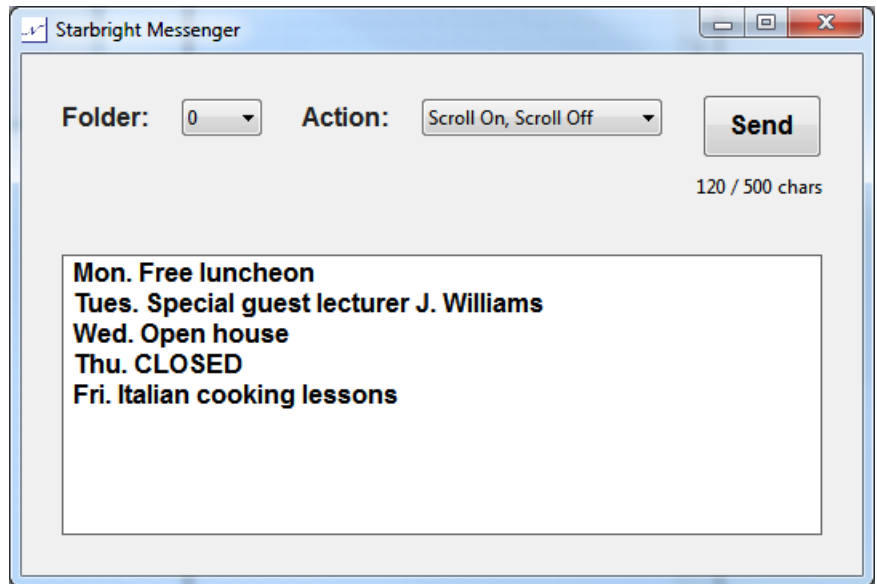 Starbright Messenger
Folder: 0 Action: Scroll On, Scroll Off Send
120 / 500 chars
Mon. Free luncheon
Tues. Special guest lecturer J. Williams
Wed. Open house
Thu. CLOSED
Fri. Italian cooking lessons